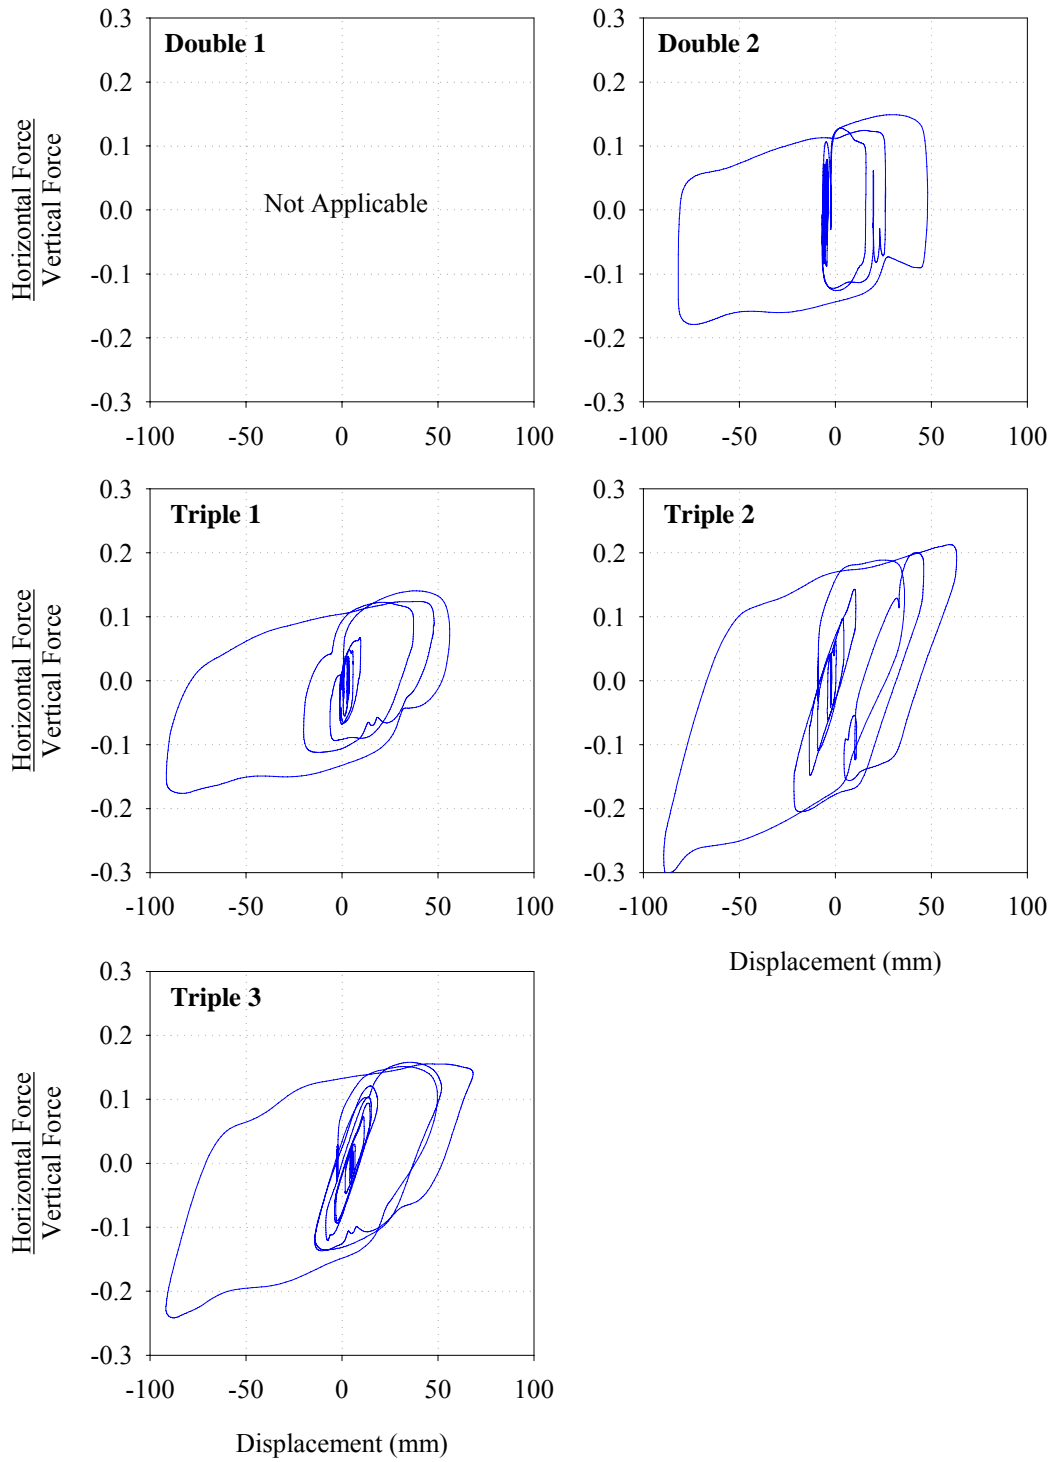 Double 1
Double 2
0.3
0.2
0.1
0.0
-0.1
-0.2
-0.3
Horizontal Force
Vertical Force
Not Applicable
-100 -50 0 50 100
0.3
0.2
0.1
0.0
-0.1
-0.2
-0.3
-100 -50 0 50 100
Triple 1
0.3
0.2
0.1
0.0
-0.1
-0.2
-0.3
Horizontal Force
Vertical Force
-100 -50 0 50 100
Triple 2
0.3
0.2
0.1
0.0
-0.1
-0.2
-0.3
-100 -50 0 50 100
Displacement (mm)
Triple 3
0.3
0.2
0.1
0.0
-0.1
-0.2
-0.3
Horizontal Force
Vertical Force
-100 -50 0 50 100
Displacement (mm)